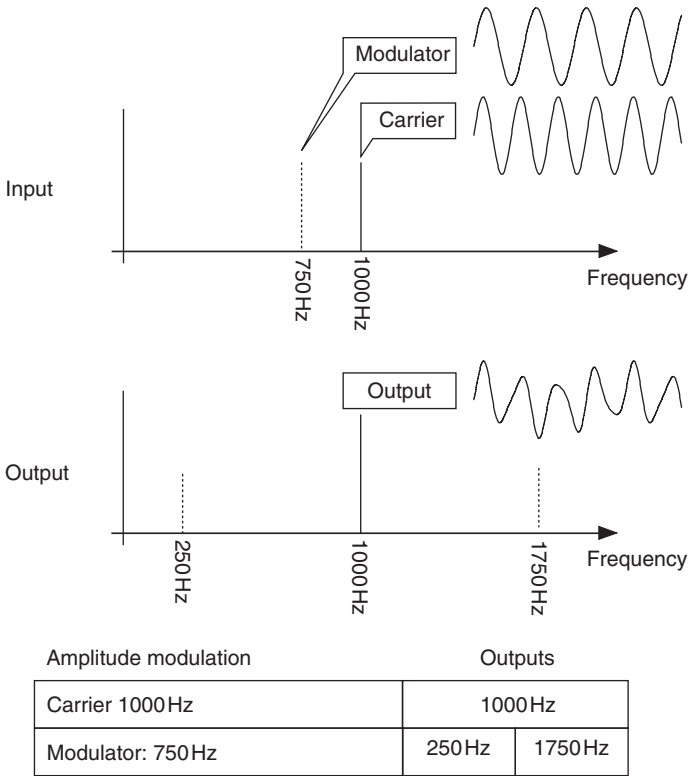 Modulator
Carrier
Input
750Hz
1000Hz
Frequency
Output
Output
250Hz
1000Hz
1750Hz
Frequency
Amplitude modulation
Outputs
Carrier 1000Hz
1000Hz
Modulator: 750Hz
250Hz
1750Hz